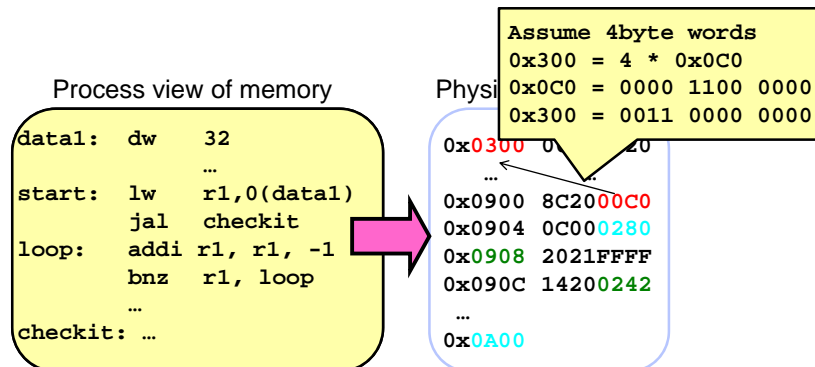 Assume 4byte words
0x300 = 4 * 0x0C0
0x0C0 = 0000 1100 0000
0x300 = 0011 0000 0000
Process view of memory
data1: dw 32
…
start: lw r1,0(data1)
jal checkit
loop: addi r1, r1, -1
bnz r1, loop
…
checkit: …
0x0300
…
0x0900 8C2000C0
0x0904 0C000280
0x0908 2021FFFF
0x090C 14200242
…
0x0A00